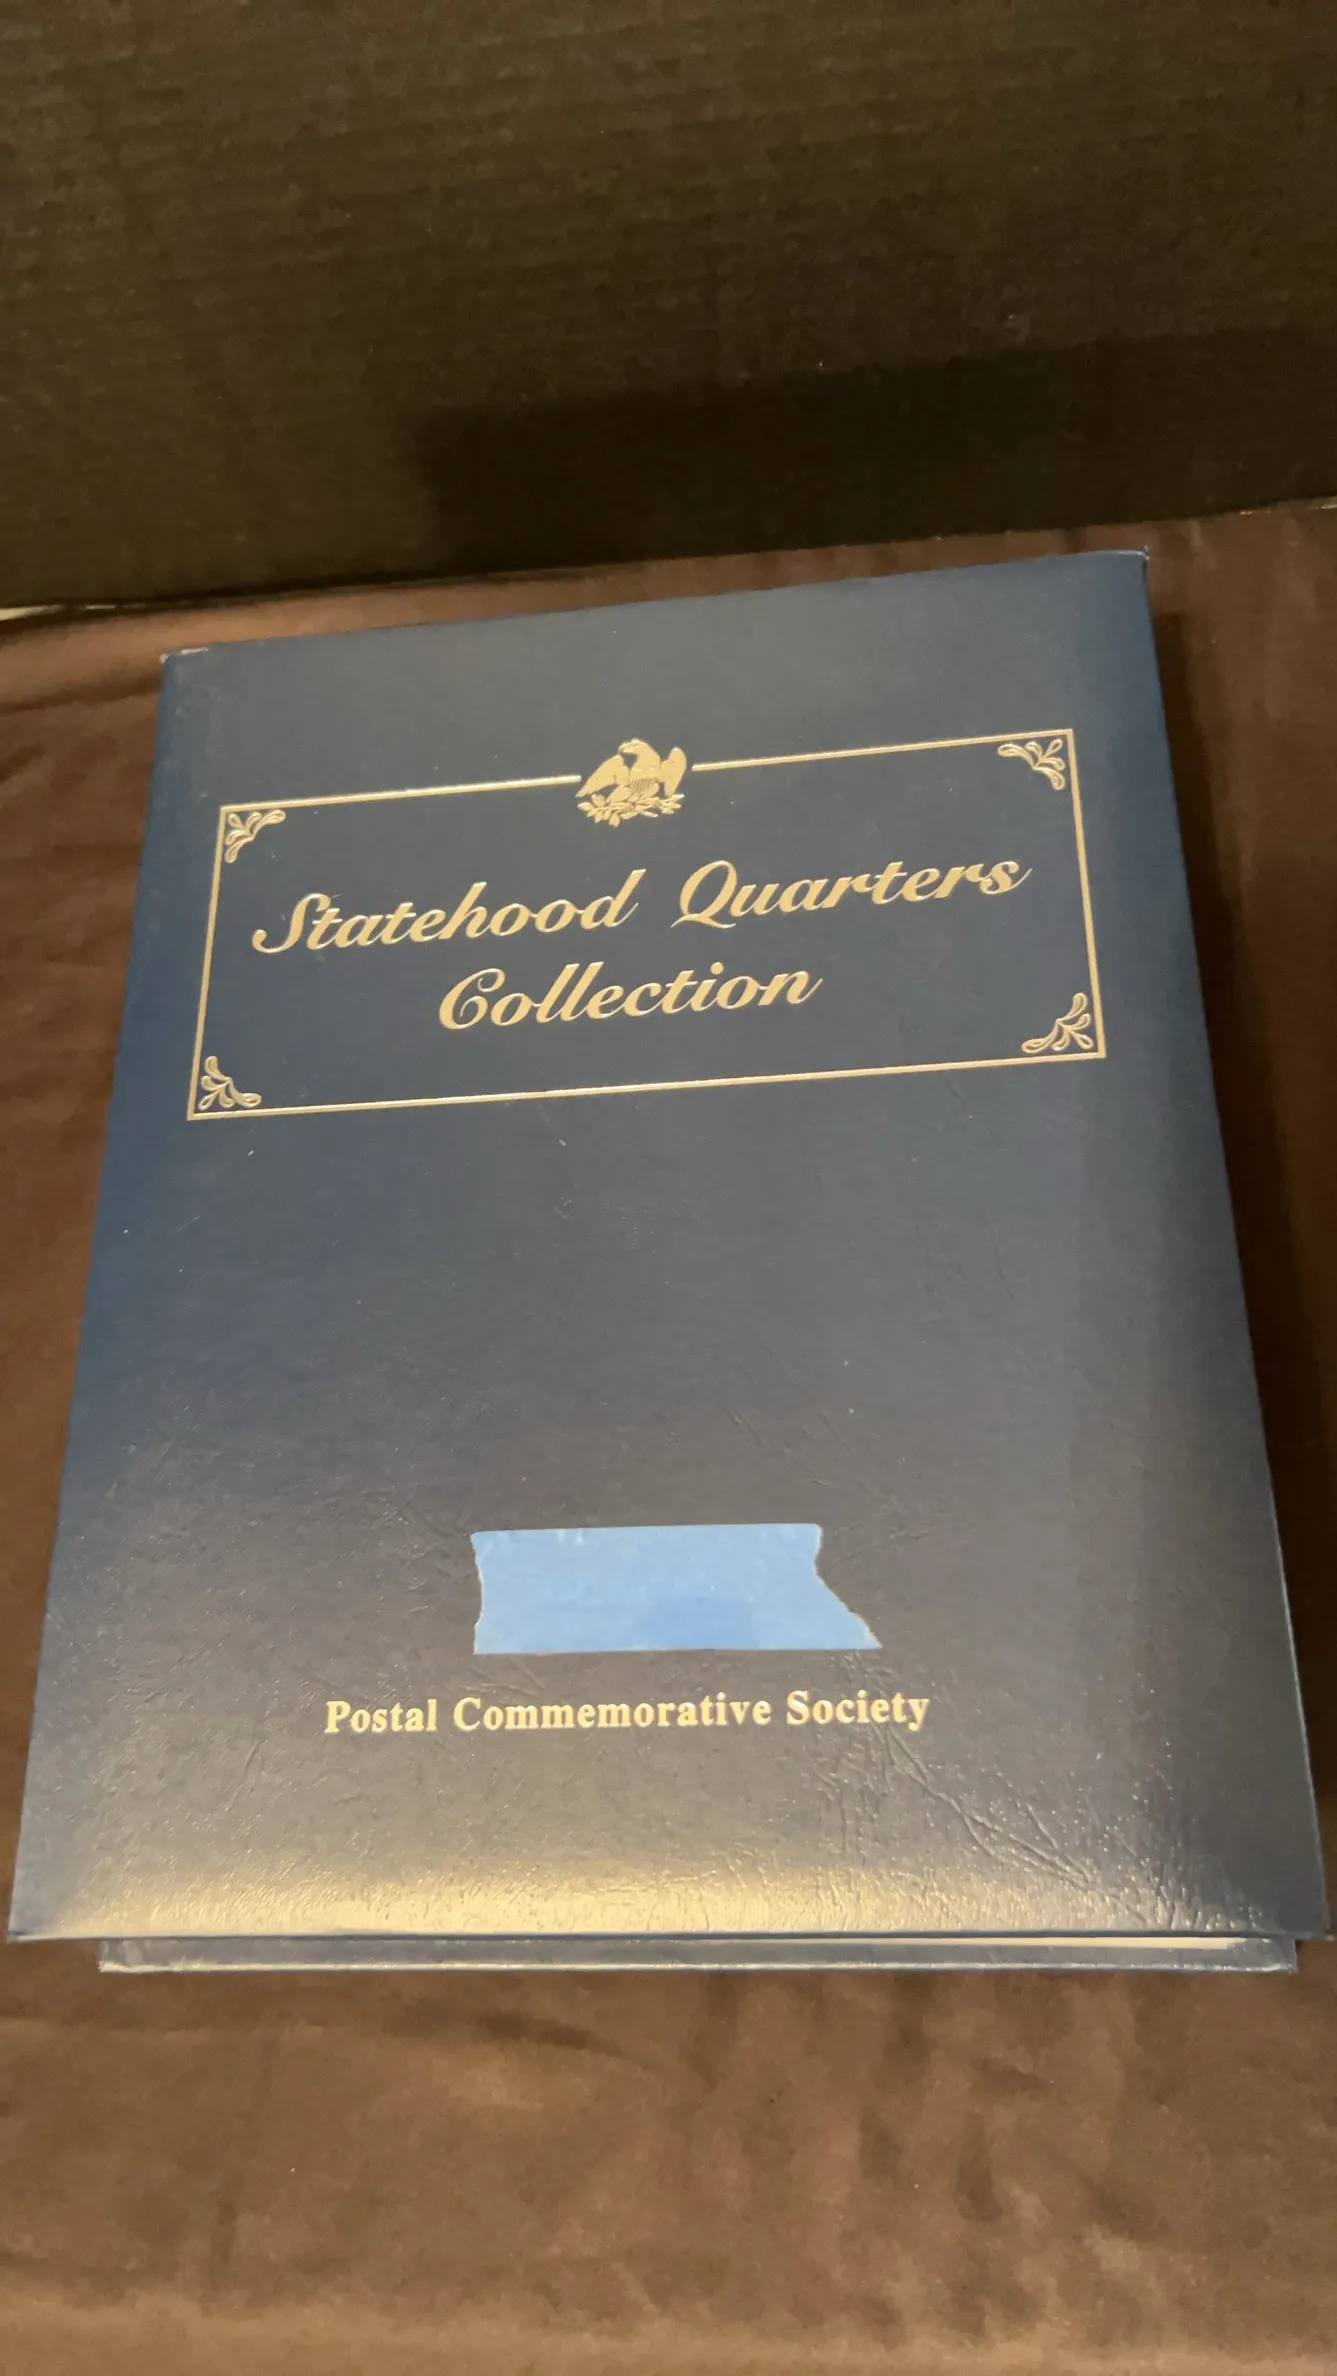 Statehood Quarters
Collection
Postal Commemorative Society